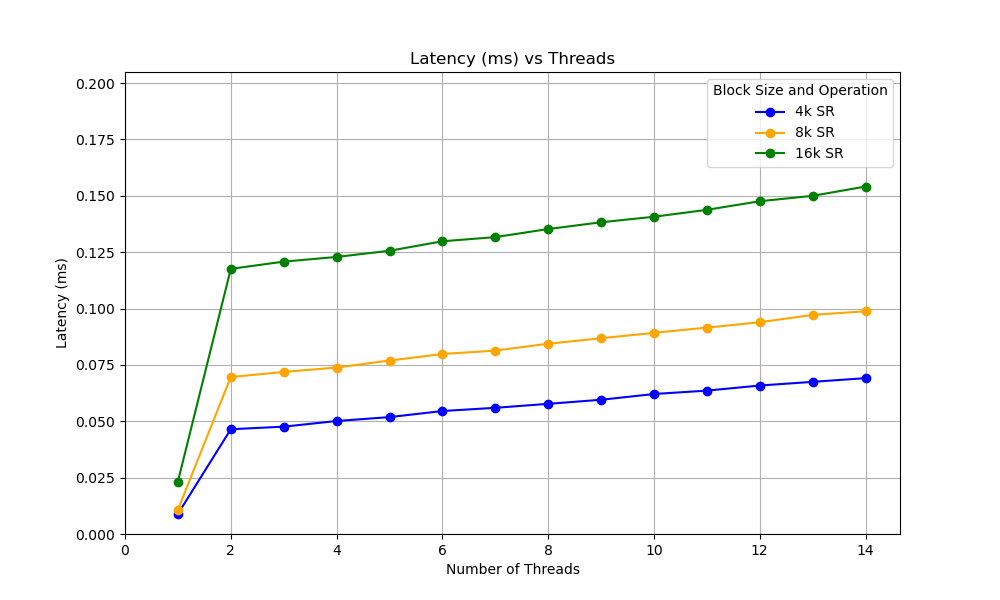 Latency (ms) vs Threads
Block Size and Operation
4k SR
8k SR
16k SR
Latency (ms)
0.200
0.175
0.150
0.125
0.100
0.075
0.050
0.025
0.000
0 2 4 6 8 10 12 14
Number of Threads